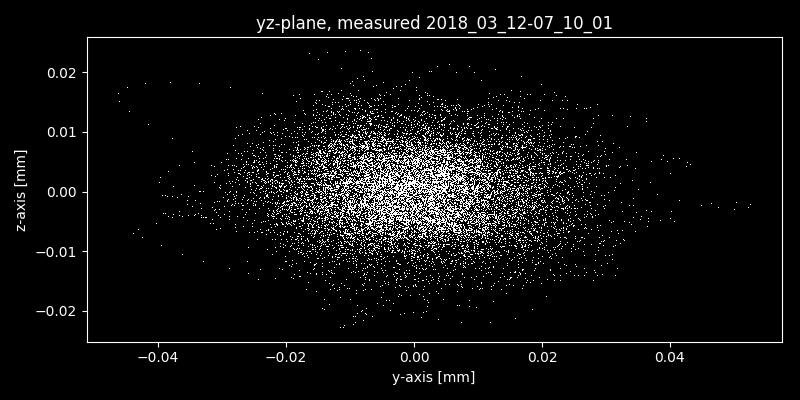 yz-plane, measured 2018_03_12-07_10_01
0.02
0.01
0.00
−0.01
−0.02
z-axis [mm]
−0.04 −0.02 0.00 0.02 0.04
y-axis [mm]